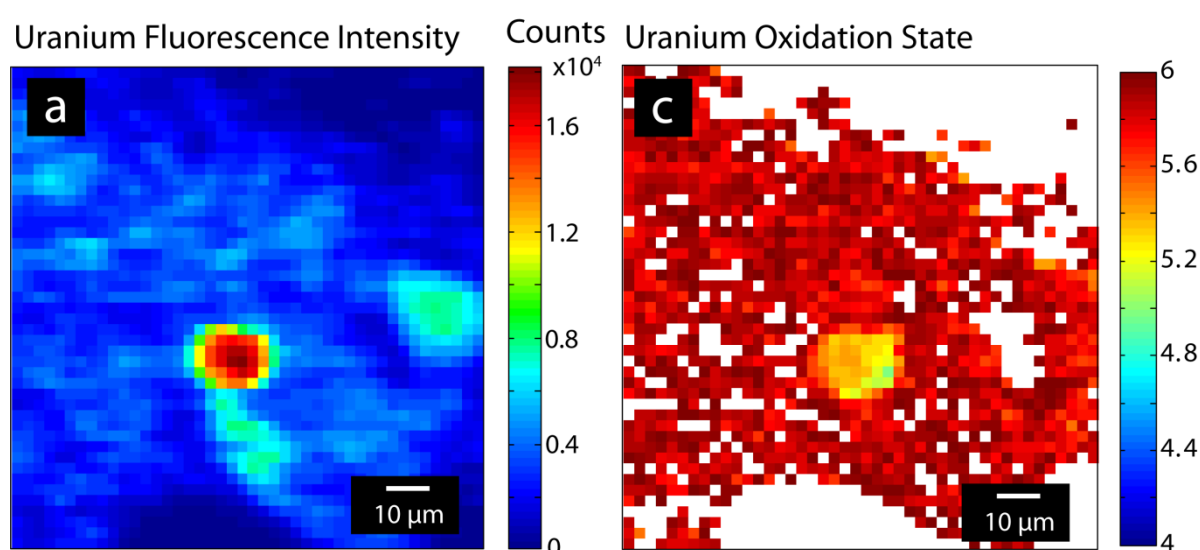 Uranium Fluorescence Intensity
Counts
x10⁴
a
1.6
1.2
0.8
0.4
0
10 µm
Uranium Oxidation State
c
6
5.6
5.2
4.8
4.4
4
10 µm